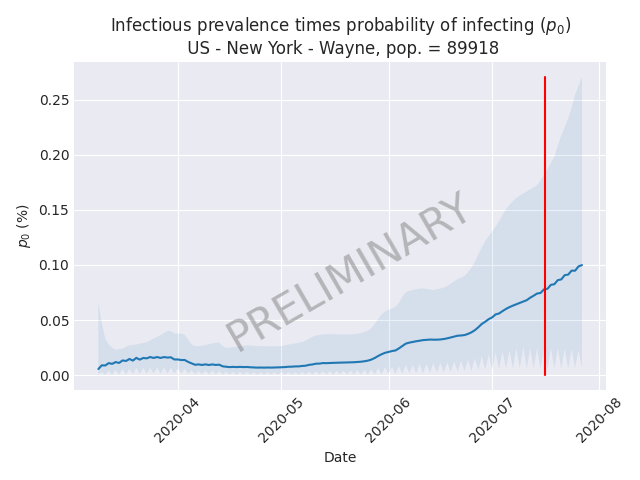 Infectious prevalence times probability of infecting (p₀)
US - New York - Wayne, pop. = 89918
0.25
0.20
0.15
0.10
0.05
0.00
p₀ (%)
PRELIMINARY
2020-04
2020-05
2020-06
2020-07
2020-08
Date